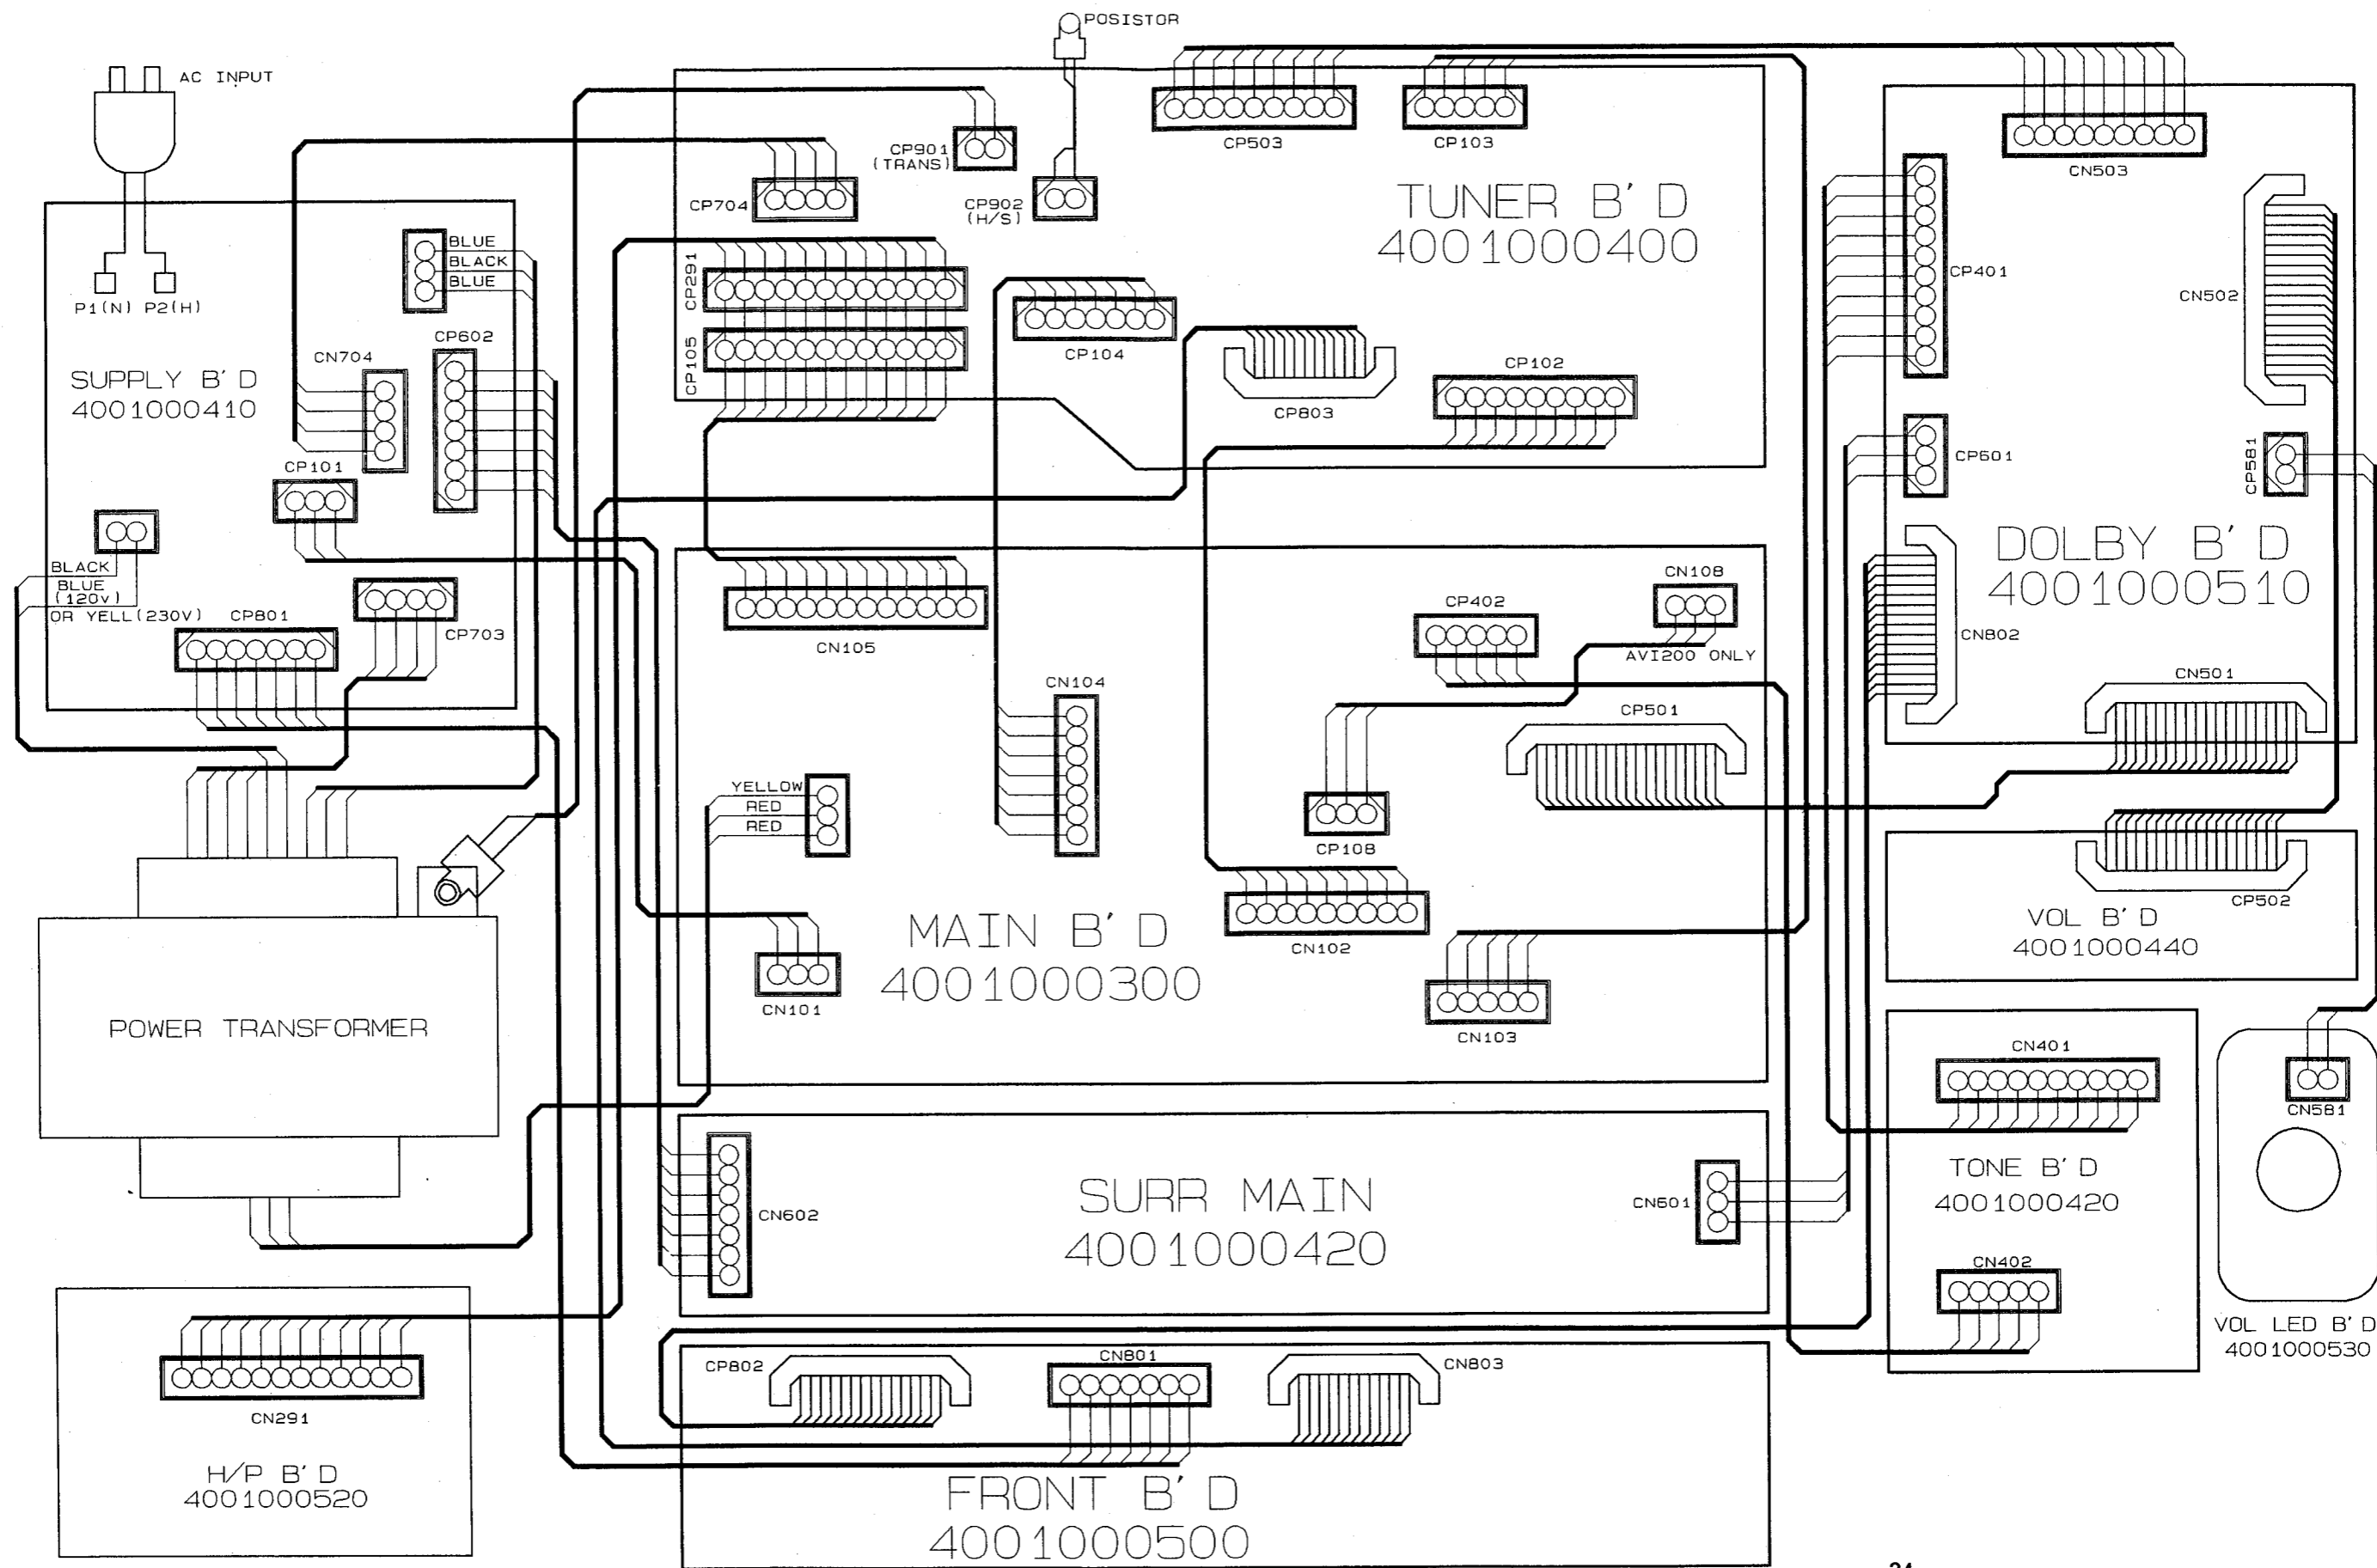 POSISTOR
AC INPUT
P1(N) P2(H)
BLUE
BLACK
BLUE
CP602
CN704
SUPPLY B'D
4001000410
CP101
BLACK
BLUE
(120V)
OR YELL(230V)
CP801
CP703
POWER TRANSFORMER
CN291
H/P B'D
4001000520
CP901
(TRANS)
CP704
CP902
(H/S)
CP503
CP103
TUNER B'D
4001000400
CP291
CP105
CP104
CP803
CP102
CN105
CN104
CP402
CN108
AVI200 ONLY
CP501
YELLOW
RED
RED
CP108
CN102
MAIN B'D
4001000300
CN101
CN103
CN602
SURR MAIN
4001000420
CN601
CP802
CN801
CN803
FRONT B'D
4001000500
CN503
CP401
CN502
CP601
CP581
DOLBY B'D
4001000510
CN802
CN501
CP502
VOL B'D
4001000440
CN401
TONE B'D
4001000420
CN402
CN581
VOL LED B'D
4001000530